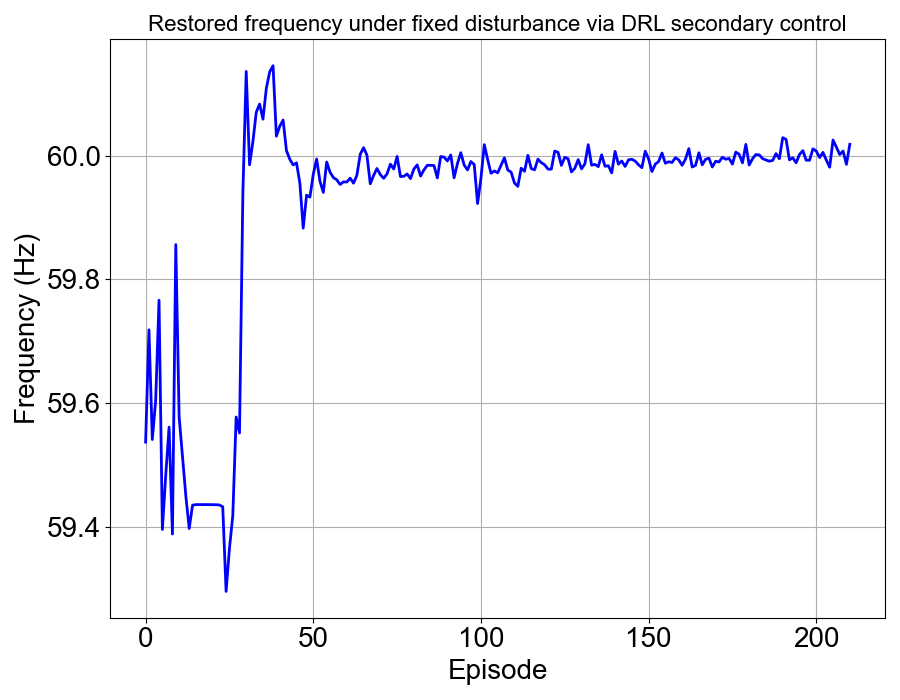 Restored frequency under fixed disturbance via DRL secondary control
60.0
59.8
59.6
59.4
Frequency (Hz)
0 50 100 150 200
Episode